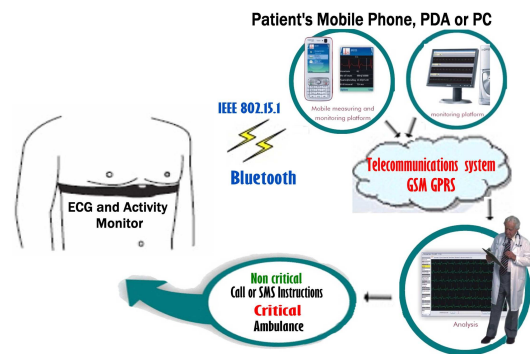 Patient's Mobile Phone, PDA or PC
Mobile measuring and
monitoring platform
monitoring platform
IEEE 802.15.1
Bluetooth
Telecommunications system
GSM GPRS
ECG and Activity
Monitor
Non critical
Call or SMS Instructions
Critical
Ambulance
Analysis